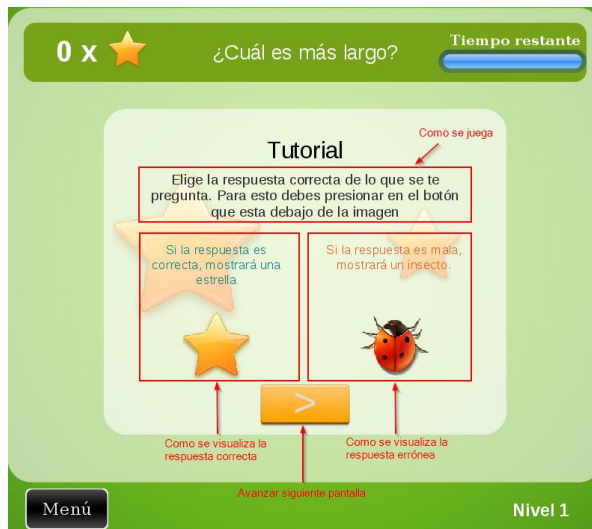 0 x
¿Cuál es más largo?
Tiempo restante
Como se juega
Tutorial
Elige la respuesta correcta de lo que se te
pregunta. Para esto debes presionar en el botón
que esta debajo de la imagen
Si la respuesta es
correcta, mostrará una
estrella
Si la respuesta es mala,
mostrará un insecto.
>
Como se visualiza la
respuesta correcta
Como se visualiza la
respuesta errónea
Avanzar siguiente pantalla
Menú
Nivel 1